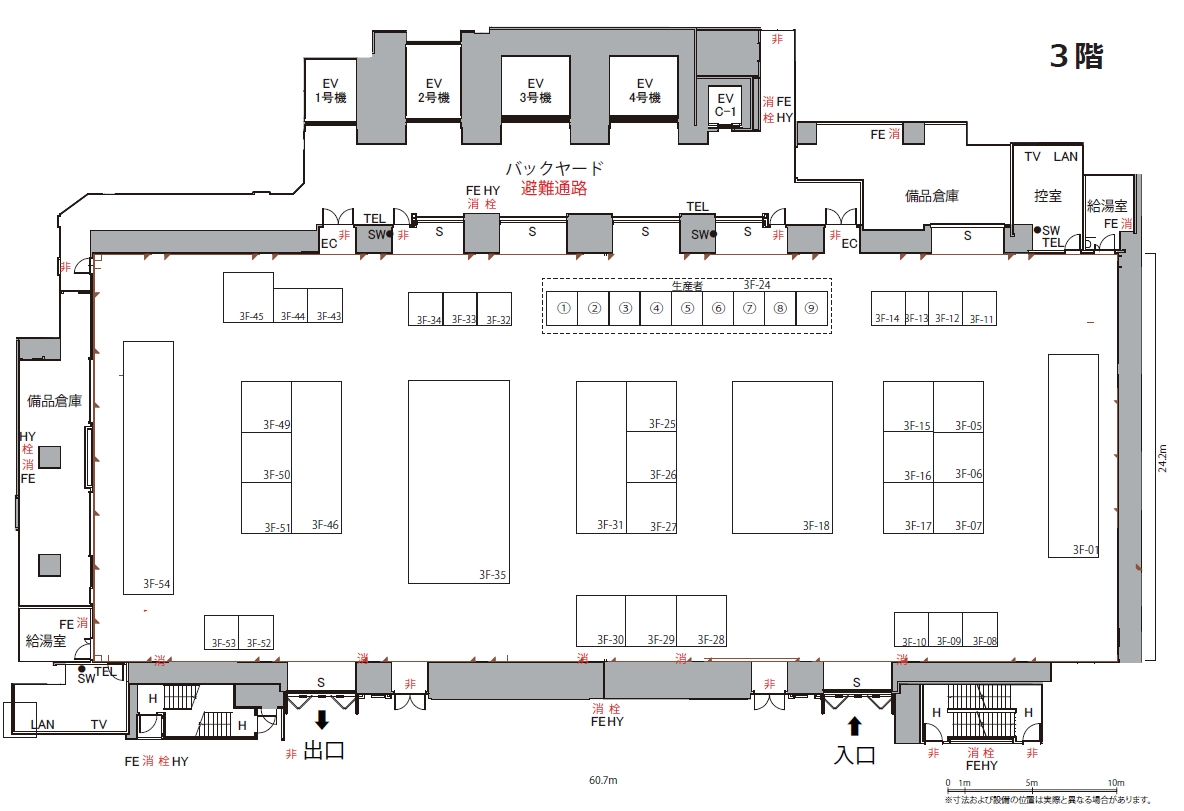 3階
非
EV
1号機
EV
2号機
EV
3号機
EV
4号機
EV
C-1
消 FE
栓 HY
FE 消
バックヤード
避難通路
備品倉庫
TV LAN
控室
給湯室
FE 消
FE HY
消 栓
TEL
SW
非
EC
非
S
S
S
S
TEL
SW
非
非
EC
S
SW
TEL
非
3F-45
3F-44
3F-43
3F-34
3F-33
3F-32
生産者 3F-24
① ② ③ ④ ⑤ ⑥ ⑦ ⑧ ⑨
3F-14
3F-13
3F-12
3F-11
備品倉庫
HY
栓
消
FE
3F-49
3F-50
3F-51
3F-46
3F-35
3F-31
3F-25
3F-26
3F-27
3F-18
3F-15
3F-05
3F-16
3F-06
3F-17
3F-07
3F-01
24.2m
3F-54
3F-53
3F-52
3F-30
3F-29
3F-28
3F-10
3F-09
3F-08
FE 消
給湯室
SW
TEL
消
消
消
消
消
LAN TV
H
H
S
非
非
S
H
H
消 栓
FE HY
FE 消 栓 HY
非
出口
入口
非
消 栓
FE HY
非
60.7m
0 1m 5m 10m
※寸法および設備の位置は実際と異なる場合があります。